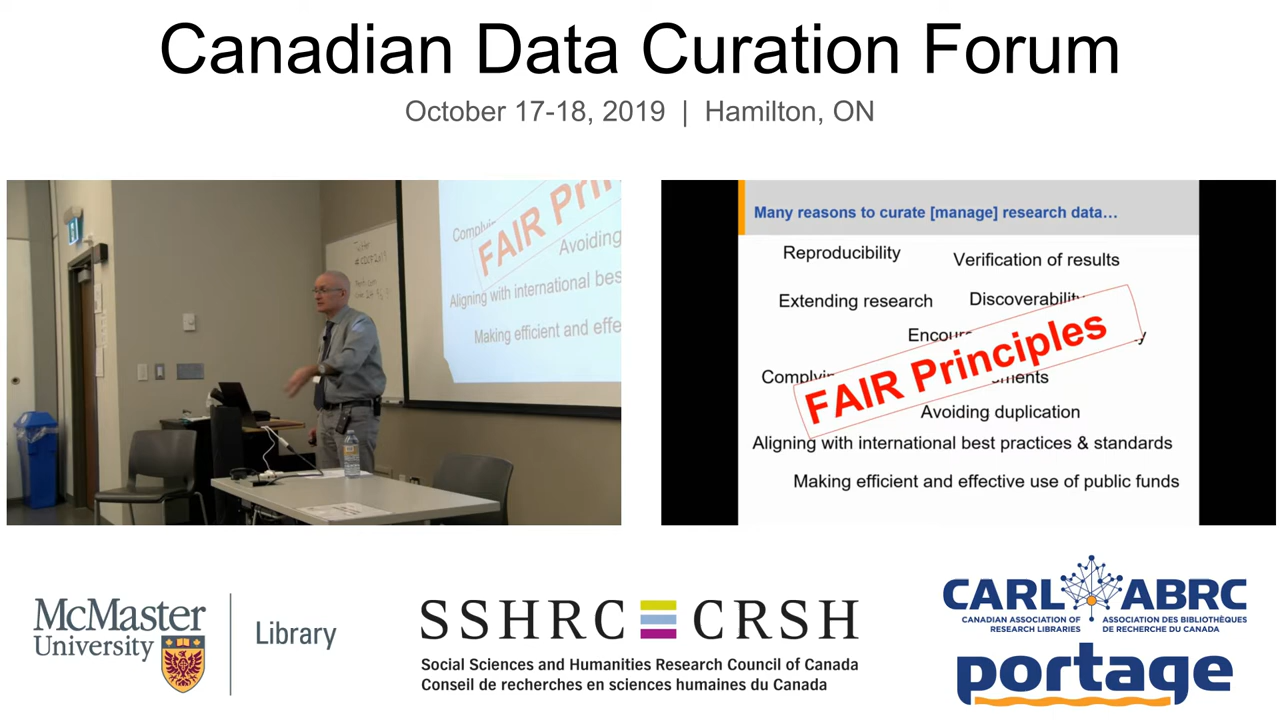 Canadian Data Curation Forum
October 17-18, 2019 | Hamilton, ON
FAIR Prin
Avoiding
Aligning with international bes
Making efficient and effe
Many reasons to curate [manage] research data…
Reproducibility
Verification of results
Extending research
Discoverability
FAIR Principles
Avoiding duplication
Aligning with international best practices & standards
Making efficient and effective use of public funds
McMaster
University
Library
SSHRC CRSH
Social Sciences and Humanities Research Council of Canada
Conseil de recherches en sciences humaines du Canada
CARL ABRC
CANADIAN ASSOCIATION OF
RESEARCH LIBRARIES
ASSOCIATION DES BIBLIOTHÈQUES
DE RECHERCHE DU CANADA
portage